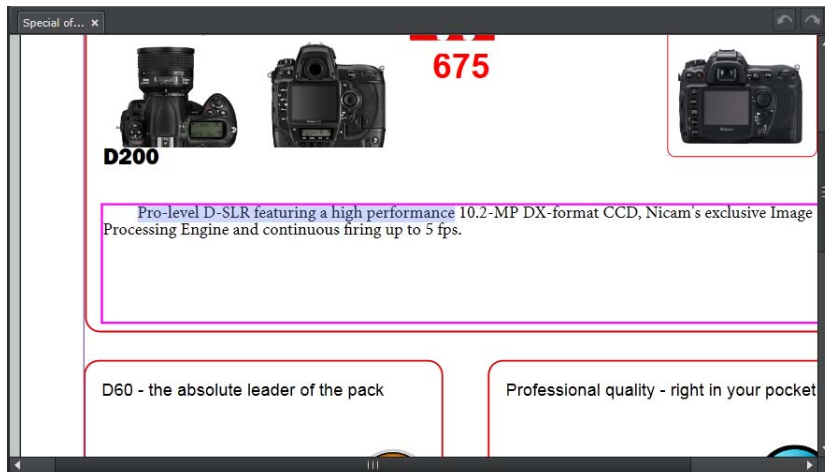 Special of...
675
D200
Pro-level D-SLR featuring a high performance 10.2-MP DX-format CCD, Nicam's exclusive Image
Processing Engine and continuous firing up to 5 fps.
D60 - the absolute leader of the pack
Professional quality - right in your pocket